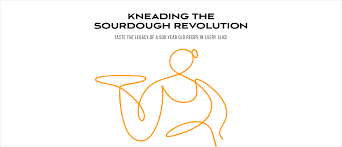 KNEADING THE
SOURDOUGH REVOLUTION
TASTE THE LEGACY OF A 500 YEAR OLD RECIPE IN EVERY SLICE